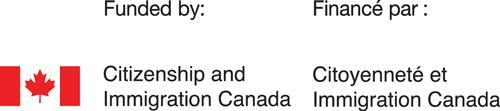 Funded by:
Financé par :
Citizenship and
Immigration Canada
Citoyenneté et
Immigration Canada